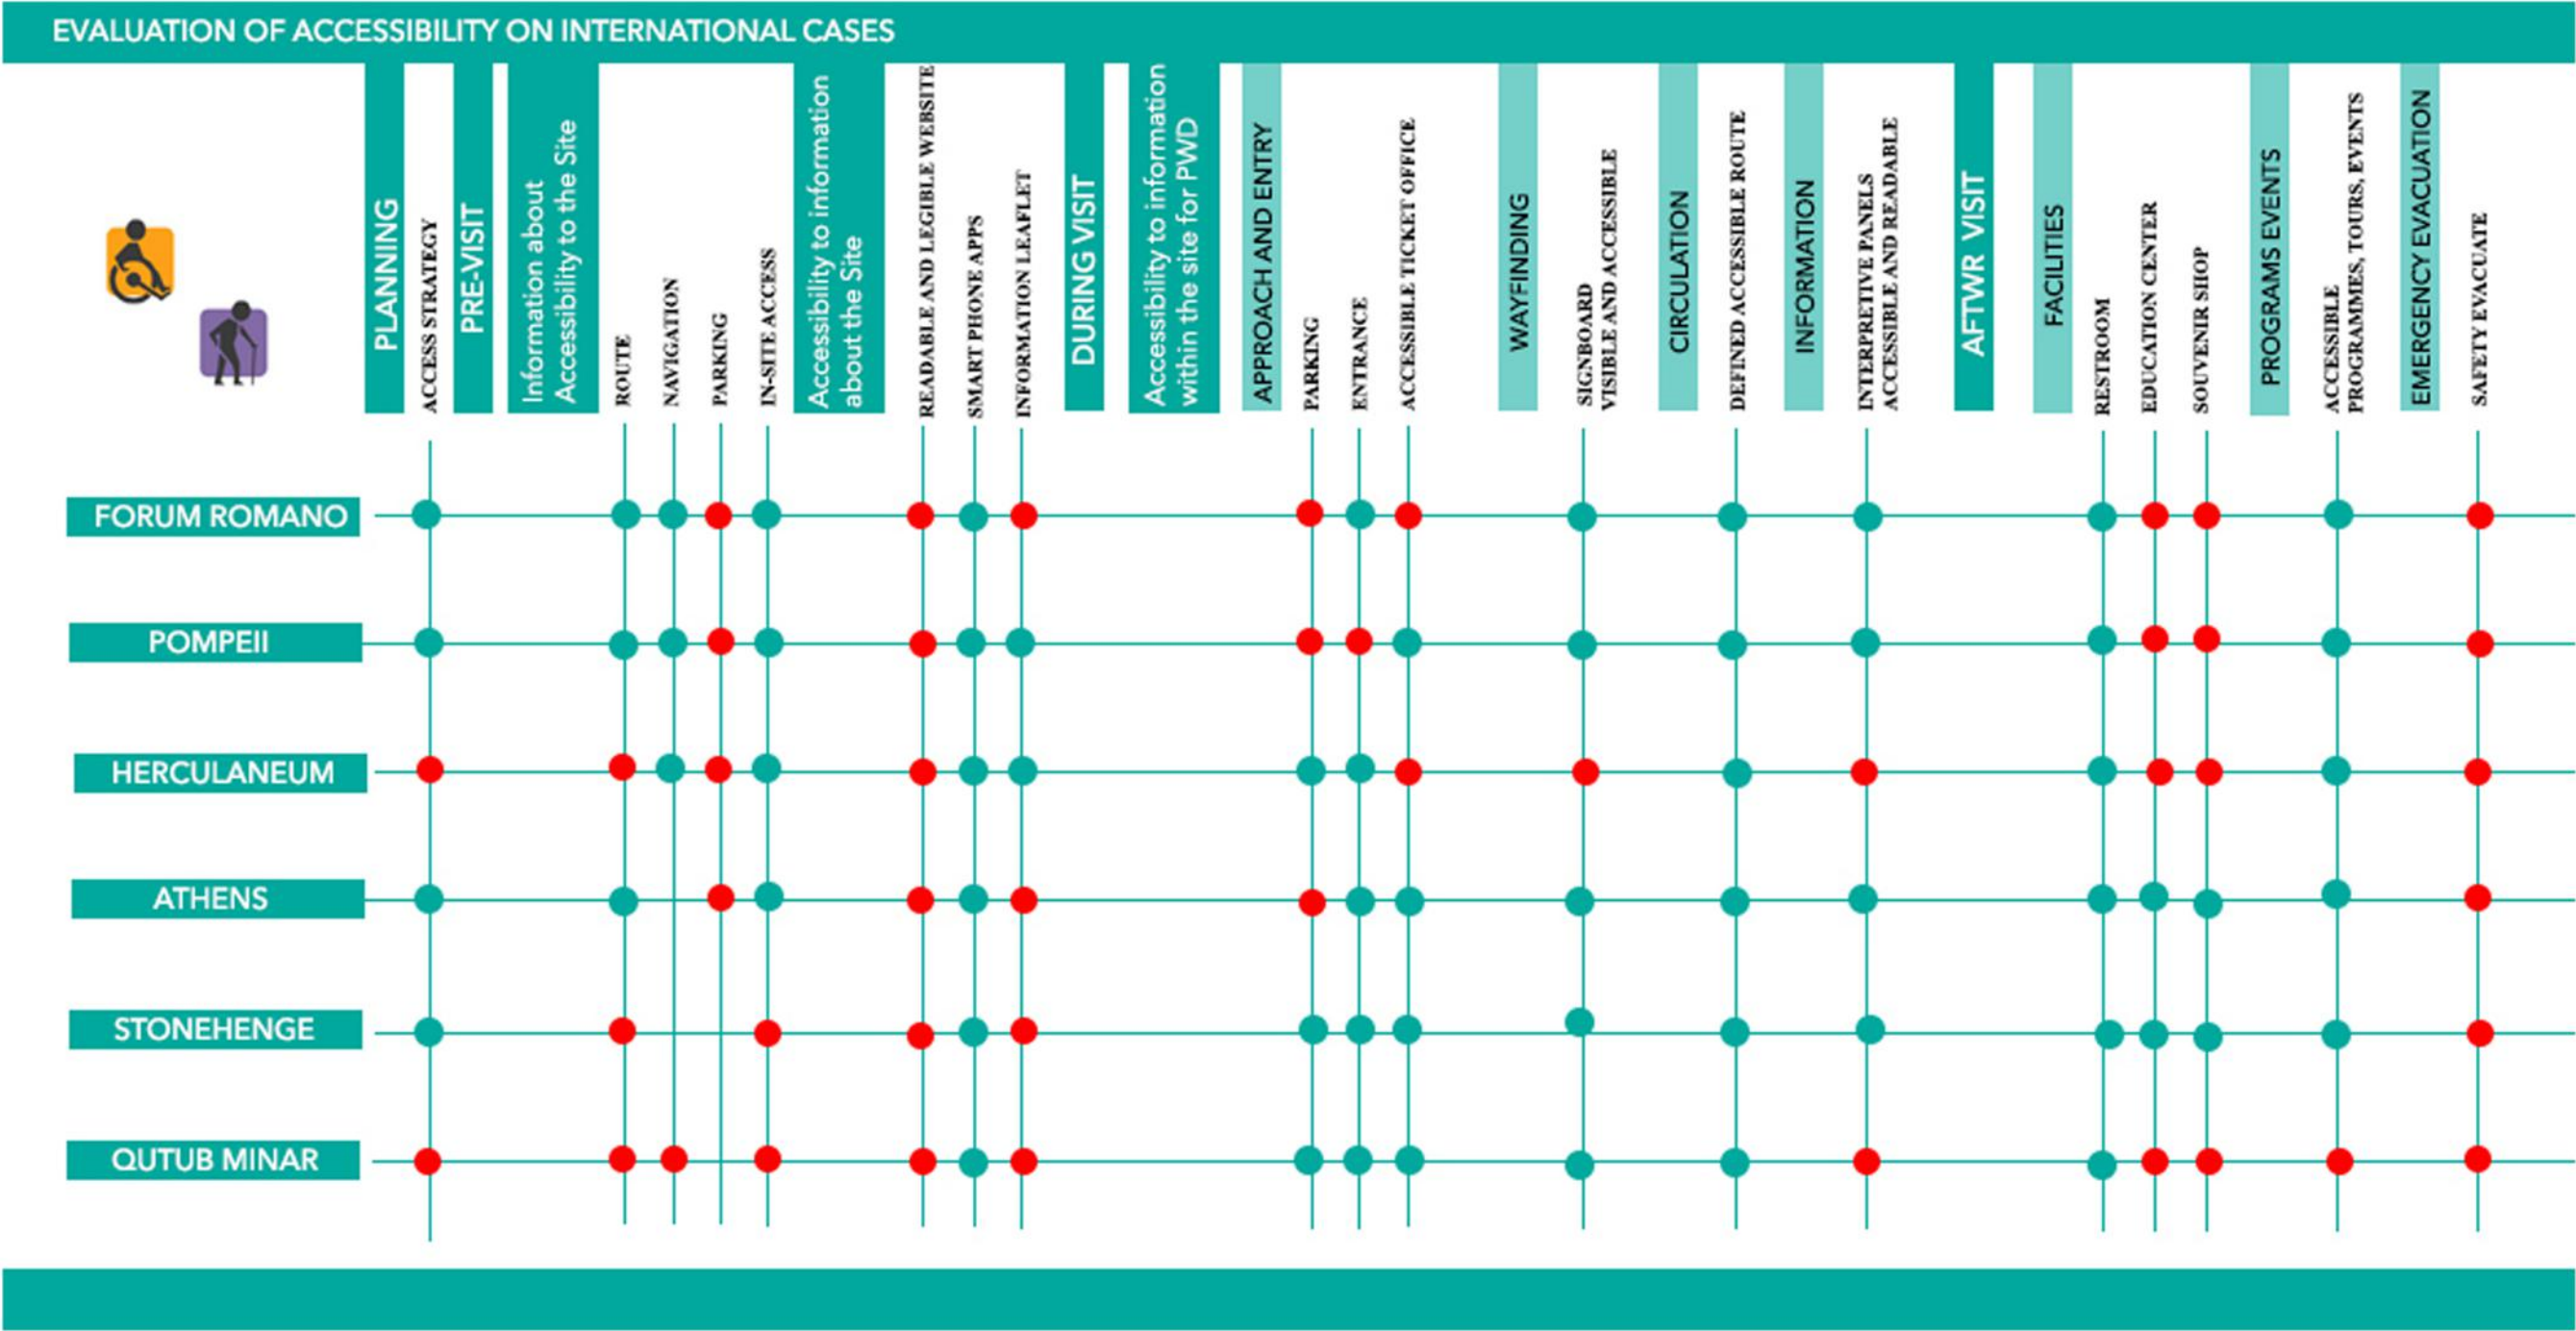 EVALUATION OF ACCESSIBILITY ON INTERNATIONAL CASES
PLANNING
ACCESS STRATEGY
PRE-VISIT
Information about
Accessibility to the Site
ROUTE
NAVIGATION
PARKING
IN-SITE ACCESS
Accessibility to information
about the Site
READABLE AND LEGIBLE WEBSITE
SMART PHONE APPS
INFORMATION LEAFLET
DURING VISIT
Accessibility to information
within the site for PWD
APPROACH AND ENTRY
PARKING
ENTRANCE
ACCESSIBLE TICKET OFFICE
WAYFINDING
SIGNBOARD
VISIBLE AND ACCESSIBLE
CIRCULATION
DEFINED ACCESSIBLE ROUTE
INFORMATION
INTERPRETIVE PANELS
ACCESSIBLE AND READABLE
AFTWR VISIT
FACILITIES
RESTROOM
EDUCATION CENTER
SOUVENIR SHOP
PROGRAMS EVENTS
ACCESSIBLE
PROGRAMMES, TOURS, EVENTS
EMERGENCY EVACUATION
SAFETY EVACUATE
FORUM ROMANO
POMPEII
HERCULANEUM
ATHENS
STONEHENGE
QUTUB MINAR